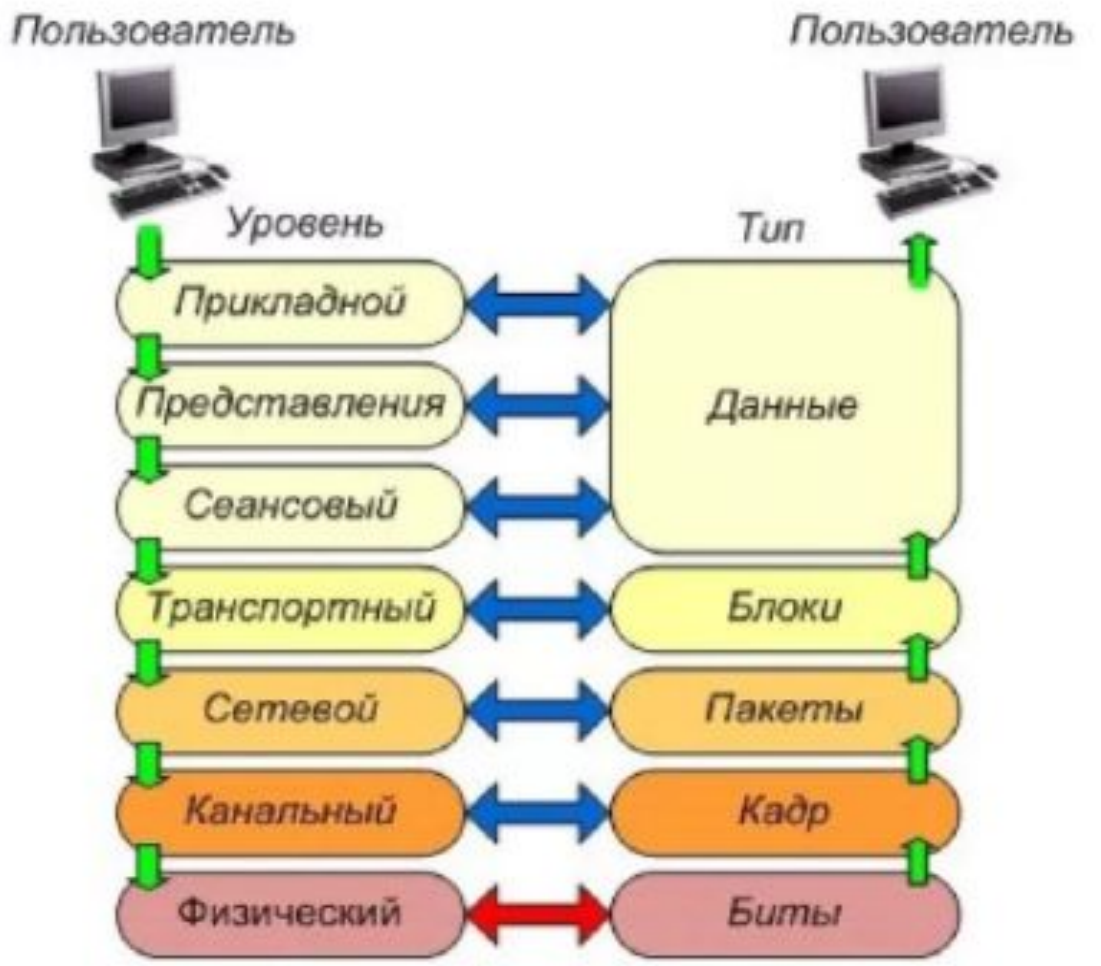 Пользователь Пользователь
Уровень Тип
Прикладной
Представления Данные
Сеансовый
Транспортный Блоки
Сетевой Пакеты
Канальный Кадр
Физический Биты